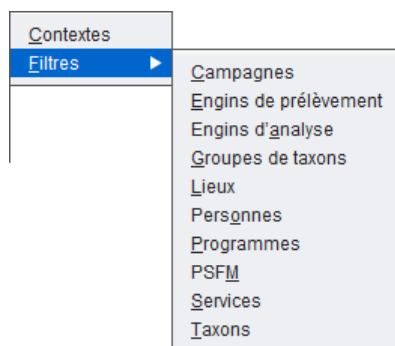 Contextes
Filtres
Campagnes
Engins de prélèvement
Engins d'analyse
Groupes de taxons
Lieux
Personnes
Programmes
PSFM
Services
Taxons